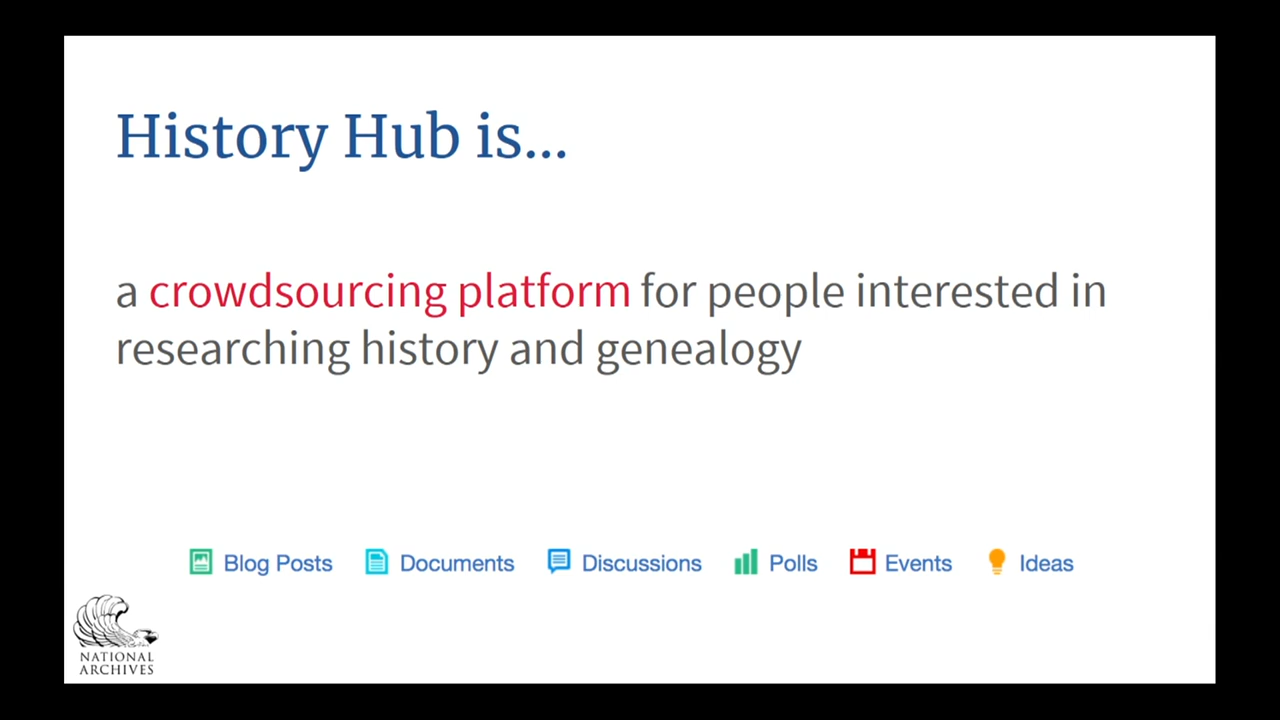 History Hub is...
a crowdsourcing platform for people interested in
researching history and genealogy
Blog Posts Documents Discussions Polls Events Ideas
NATIONAL
ARCHIVES